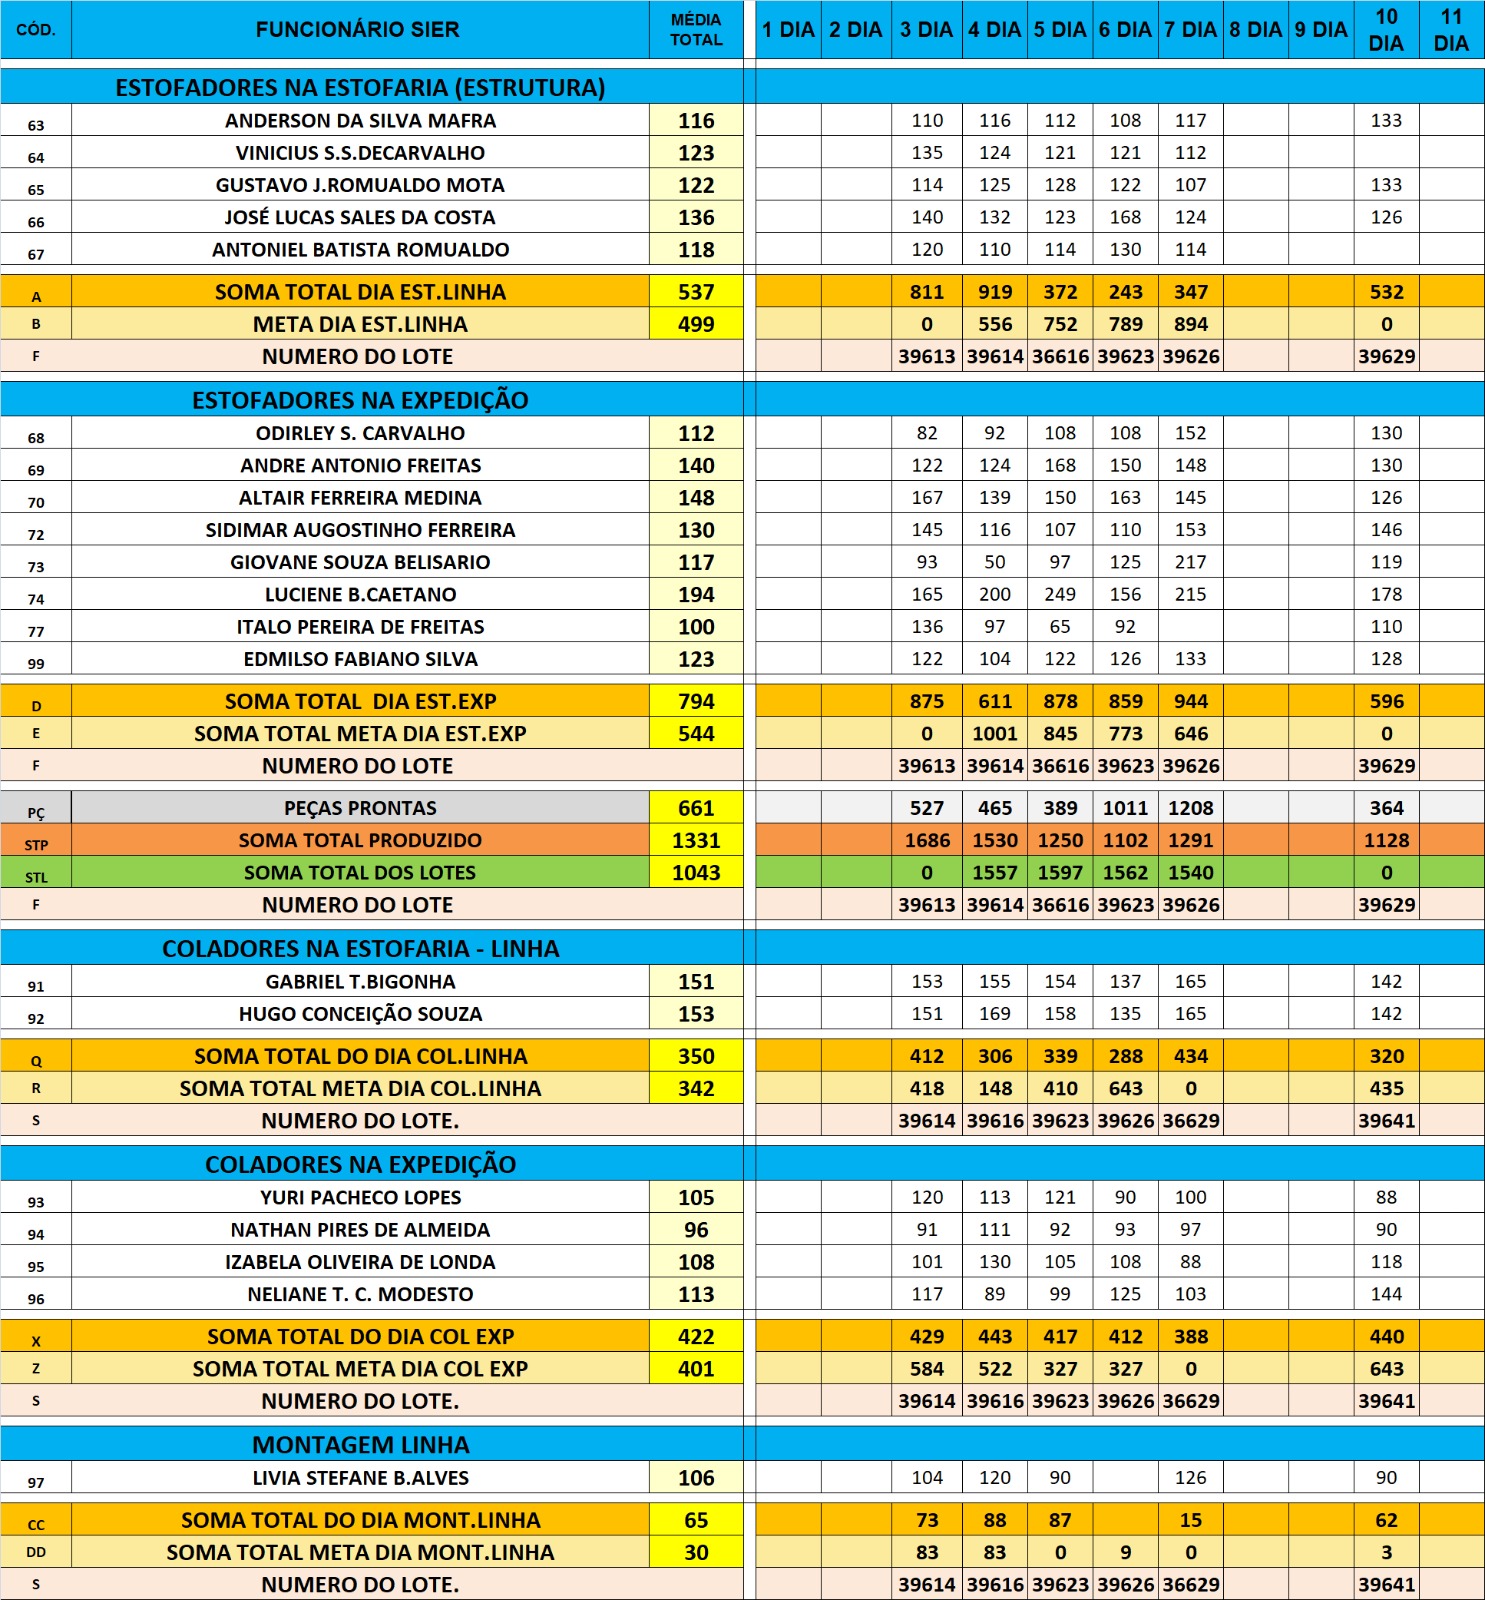 CÓD. FUNCIONÁRIO SIER MÉDIA TOTAL 1 DIA 2 DIA 3 DIA 4 DIA 5 DIA 6 DIA 7 DIA 8 DIA 9 DIA 10 DIA 11 DIA
ESTOFADORES NA ESTOFARIA (ESTRUTURA)
63 ANDERSON DA SILVA MAFRA 116 110 116 112 108 117 133
64 VINICIUS S.S.DECARVALHO 123 135 124 121 121 112
65 GUSTAVO J.ROMUALDO MOTA 122 114 125 128 122 107 133
66 JOSÉ LUCAS SALES DA COSTA 136 140 132 123 168 124 126
67 ANTONIEL BATISTA ROMUALDO 118 120 110 114 130 114
A SOMA TOTAL DIA EST.LINHA 537 811 919 372 243 347 532
B META DIA EST.LINHA 499 0 556 752 789 894 0
F NUMERO DO LOTE 39613 39614 36616 39623 39626 39629
ESTOFADORES NA EXPEDIÇÃO
68 ODIRLEY S. CARVALHO 112 82 92 108 108 152 130
69 ANDRE ANTONIO FREITAS 140 122 124 168 150 148 130
70 ALTAIR FERREIRA MEDINA 148 167 139 150 163 145 126
72 SIDIMAR AUGOSTINHO FERREIRA 130 145 116 107 110 153 146
73 GIOVANE SOUZA BELISARIO 117 93 50 97 125 217 119
74 LUCIENE B.CAETANO 194 165 200 249 156 215 178
77 ITALO PEREIRA DE FREITAS 100 136 97 65 92 110
99 EDMILSO FABIANO SILVA 123 122 104 122 126 133 128
D SOMA TOTAL DIA EST.EXP 794 875 611 878 859 944 596
E SOMA TOTAL META DIA EST.EXP 544 0 1001 845 773 646 0
F NUMERO DO LOTE 39613 39614 36616 39623 39626 39629
PÇ PEÇAS PRONTAS 661 527 465 389 1011 1208 364
STP SOMA TOTAL PRODUZIDO 1331 1686 1530 1250 1102 1291 1128
STL SOMA TOTAL DOS LOTES 1043 0 1557 1597 1562 1540 0
F NUMERO DO LOTE 39613 39614 36616 39623 39626 39629
COLADORES NA ESTOFARIA - LINHA
91 GABRIEL T.BIGONHA 151 153 155 154 137 165 142
92 HUGO CONCEIÇÃO SOUZA 153 151 169 158 135 165 142
Q SOMA TOTAL DO DIA COL.LINHA 350 412 306 339 288 434 320
R SOMA TOTAL META DIA COL.LINHA 342 418 148 410 643 0 435
S NUMERO DO LOTE. 39614 39616 39623 39626 36629 39641
COLADORES NA EXPEDIÇÃO
93 YURI PACHECO LOPES 105 120 113 121 90 100 88
94 NATHAN PIRES DE ALMEIDA 96 91 111 92 93 97 90
95 IZABELA OLIVEIRA DE LONDA 108 101 130 105 108 88 118
96 NELIANE T. C. MODESTO 113 117 89 99 125 103 144
X SOMA TOTAL DO DIA COL EXP 422 429 443 417 412 388 440
Z SOMA TOTAL META DIA COL EXP 401 584 522 327 327 0 643
S NUMERO DO LOTE. 39614 39616 39623 39626 36629 39641
MONTAGEM LINHA
97 LIVIA STEFANE B.ALVES 106 104 120 90 126 90
CC SOMA TOTAL DO DIA MONT.LINHA 65 73 88 87 15 62
DD SOMA TOTAL META DIA MONT.LINHA 30 83 83 0 9 0 3
S NUMERO DO LOTE. 39614 39616 39623 39626 36629 39641